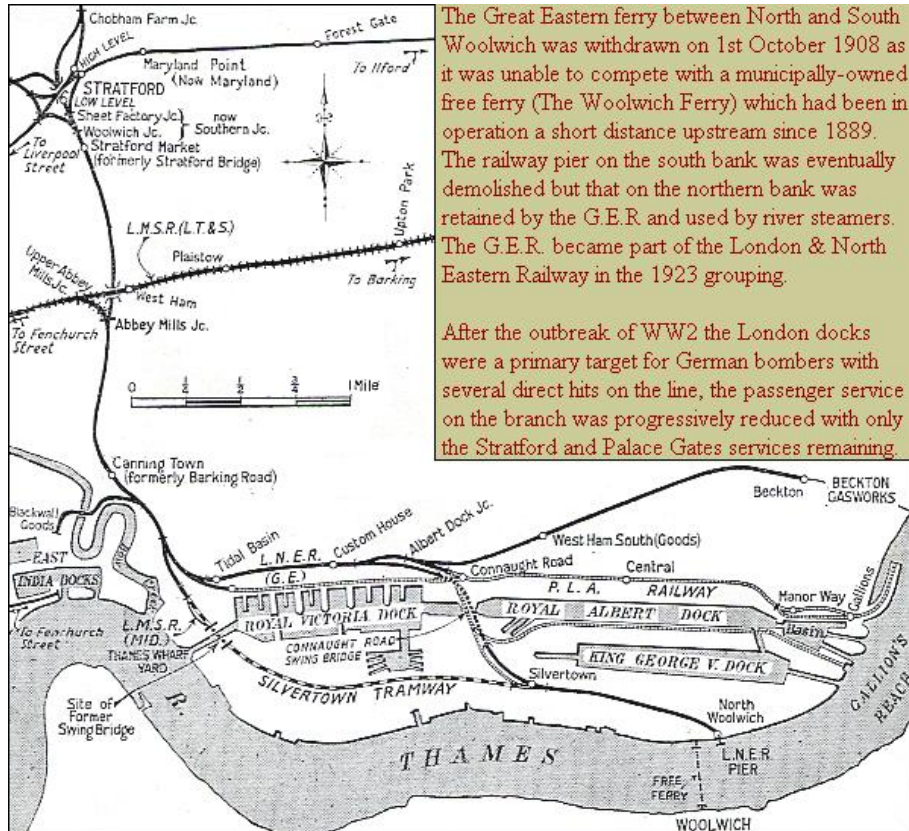 The Great Eastern ferry between North and South
Woolwich was withdrawn on 1st October 1908 as
it was unable to compete with a municipally-owned
free ferry (The Woolwich Ferry) which had been in
operation a short distance upstream since 1889.
The railway pier on the south bank was eventually
demolished but that on the northern bank was
retained by the G.E.R and used by river steamers.
The G.E.R. became part of the London & North
Eastern Railway in the 1923 grouping.
After the outbreak of WW2 the London docks
were a primary target for German bombers with
several direct hits on the line, the passenger service
on the branch was progressively reduced with only
the Stratford and Palace Gates services remaining.
Chobham Farm Jc.
HIGH LEVEL
Forest Gate
To Ilford
Maryland Point
(Now Maryland)
STRATFORD
LOW LEVEL
Sheet Factory Jc.
Woolwich Jc.
now
Southern Jc.
Stratford Market
(formerly Stratford Bridge)
To
Liverpool
Street
L.M.S.R.(L.T.& S.)
Plaistow
Upton Park
To Barking
Upper Abbey
Mills Jc.
West Ham
Abbey Mills Jc.
To Fenchurch
Street
0
1 Mile
Canning Town
(formerly Barking Road)
Blackwall
Goods
Beckton
BECKTON
GASWORKS
EAST
INDIA DOCKS
To Fenchurch
Street
Tidal Basin
L.N.E.R.
(G.E.)
Custom House
Albert Dock Jc.
West Ham South (Goods)
Connaught Road
Central
P.L.A. RAILWAY
Manor Way
Gallions
Basin
ROYAL VICTORIA DOCK
ROYAL ALBERT DOCK
KING GEORGE V. DOCK
L.M.S.R.
(MID.)
THAMES WHARF
YARD
CONNAUGHT ROAD
SWING BRIDGE
SILVERTOWN TRAMWAY
Silvertown
Site of
Former
Swing Bridge
North
Woolwich
GALLION'S
REACH
R. THAMES
L.N.E.R
PIER
FREE
FERRY
WOOLWICH